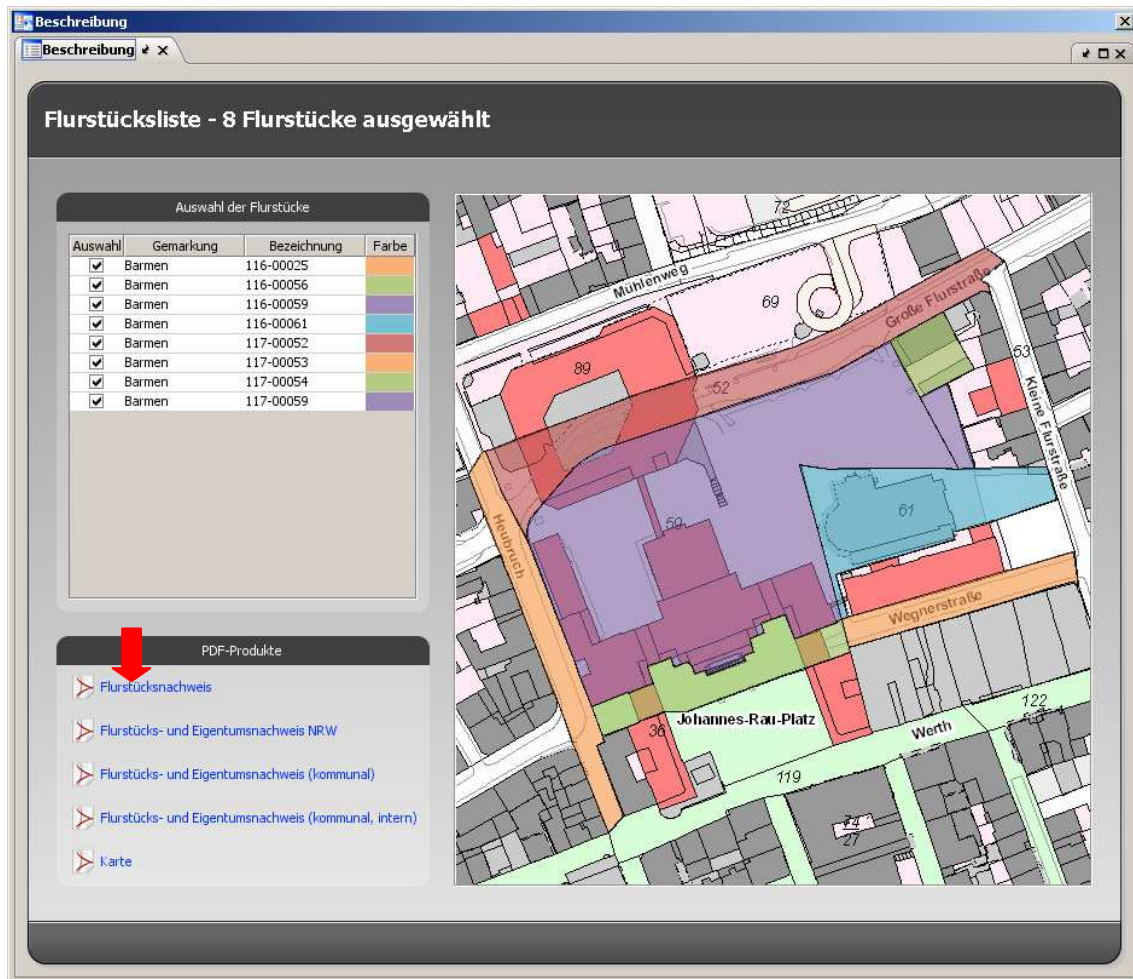 Beschreibung
Beschreibung
Flurstücksliste - 8 Flurstücke ausgewählt
Auswahl der Flurstücke
Auswahl Gemarkung Bezeichnung Farbe
Barmen 116-00025
Barmen 116-00056
Barmen 116-00059
Barmen 116-00061
Barmen 117-00052
Barmen 117-00053
Barmen 117-00054
Barmen 117-00059
PDF-Produkte
Flurstücksnachweis
Flurstücks- und Eigentumsnachweis NRW
Flurstücks- und Eigentumsnachweis (kommunal)
Flurstücks- und Eigentumsnachweis (kommunal, intern)
Karte
72
Mühlenweg
69
Große Flurstraße
89
52
53
Kleine Flurstraße
Heubruch
59
61
Wegnerstraße
Johannes-Rau-Platz
36
122
Werth
119
27